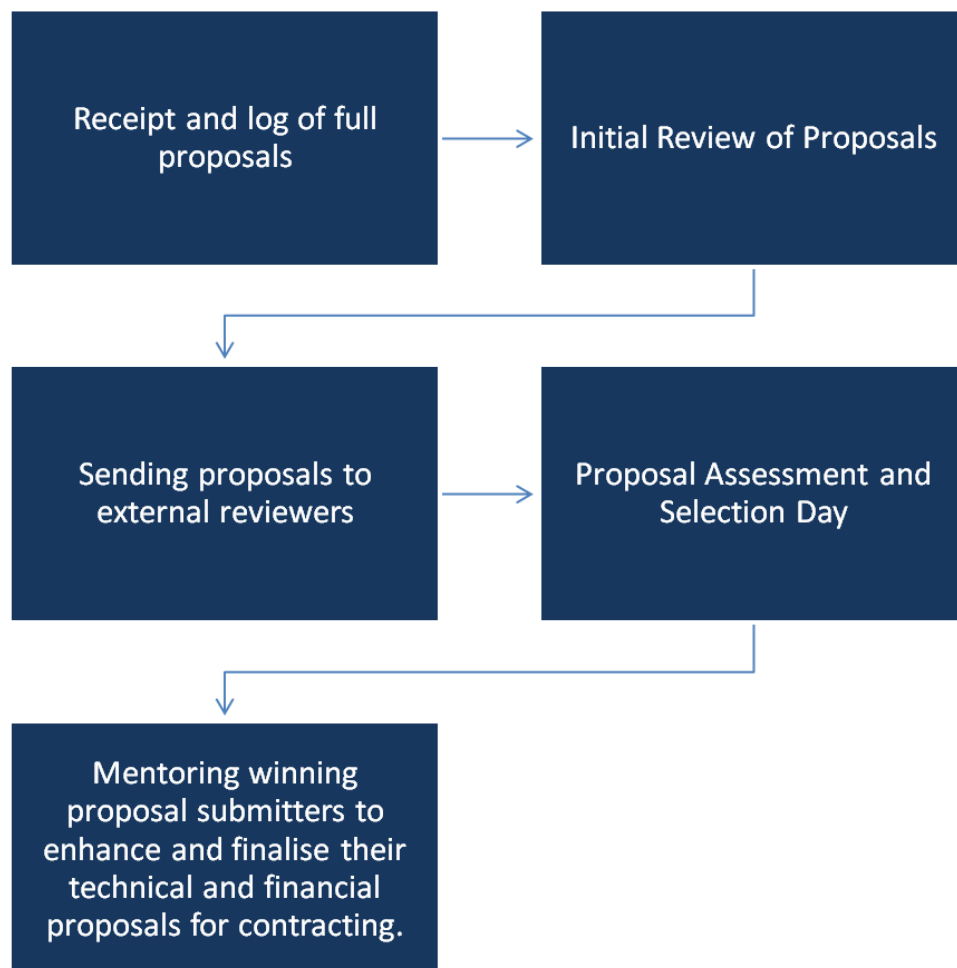 Receipt and log of full
proposals
Initial Review of Proposals
Sending proposals to
external reviewers
Proposal Assessment and
Selection Day
Mentoring winning
proposal submitters to
enhance and finalise their
technical and financial
proposals for contracting.